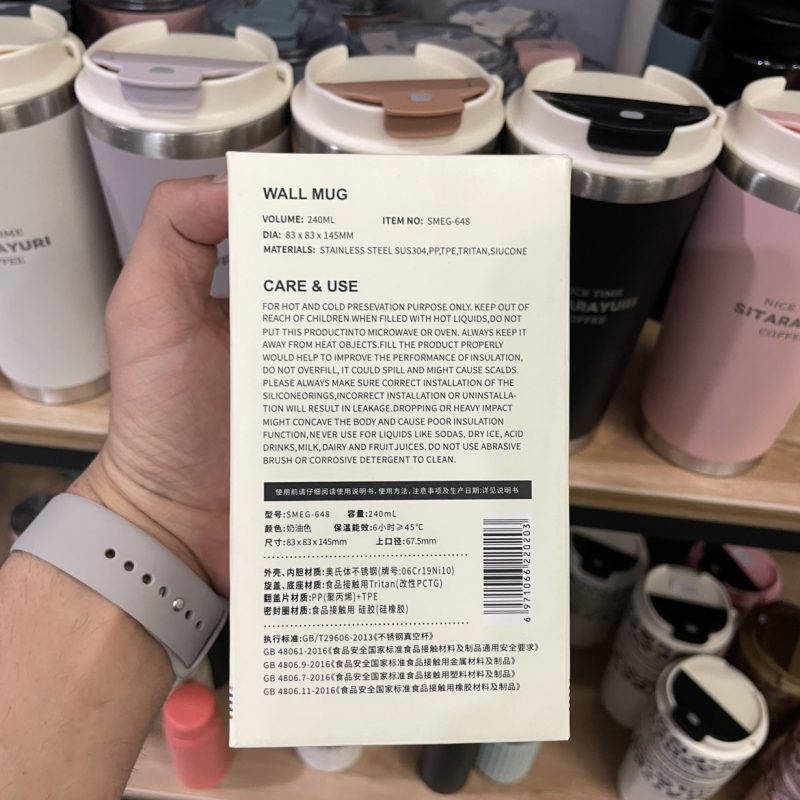 WALL MUG
VOLUME: 240ML ITEM NO: SMEG-648
DIA: 83 x 83 x 145MM
MATERIALS: STAINLESS STEEL SUS304,PP,TPE,TRITAN,SIUCONE
CARE & USE
FOR HOT AND COLD PRESEVATION PURPOSE ONLY. KEEP OUT OF
REACH OF CHILDREN WHEN FILLED WITH HOT LIQUIDS,DO NOT
PUT THIS PRODUCTINTO MICROWAVE OR OVEN. ALWAYS KEEP IT
AWAY FROM HEAT OBJECTS.FILL THE PRODUCT PROPERLY
WOULD HELP TO IMPROVE THE PERFORMANCE OF INSULATION,
DO NOT OVERFILL, IT COULD SPILL AND MIGHT CAUSE SCALDS.
PLEASE ALWAYS MAKE SURE CORRECT INSTALLATION OF THE
SILICONEORINGS,INCORRECT INSTALLATION OR UNINSTALLA-
TION WILL RESULT IN LEAKAGE.DROPPING OR HEAVY IMPACT
MIGHT CONCAVE THE BODY AND CAUSE POOR INSULATION
FUNCTION,NEVER USE FOR LIQUIDS LIKE SODAS, DRY ICE, ACID
DRINKS,MILK,DAIRY AND FRUIT JUICES. DO NOT USE ABRASIVE
BRUSH OR CORROSIVE DETERGENT TO CLEAN.
使用前请仔细阅读使用说明书,使用方法,注意事项及生产日期:详见说明书
型号:SMEG-648 容量:240mL
颜色:奶油色 保温能效:6小时≥45℃
尺寸:83x83x145mm 上口径:67.5mm
外壳、内胆材质:奥氏体不锈钢(牌号:06Cr19Ni10)
旋盖、底座材质:食品接触用Tritan(改性PCTG)
翻盖片材质:PP(聚丙烯)+TPE
密封圈材质:食品接触用 硅胶(硅橡胶)
6 971066 220203
执行标准:GB/T29606-2013《不锈钢真空杯》
GB 48061-2016《食品安全国家标准食品接触材料及制品通用安全要求》
GB 4806.9-2016《食品安全国家标准食品接触用金属材料及制品》
GB 4806.7-2016《食品安全国家标准食品接触用塑料材料及制品》
GB 4806.11-2016《食品安全国家标准食品接触用橡胶材料及制品》
NICE TIME
SITARA
COFFEE
ICE TIME
ARAYURI
COFFEE
TIME
RAYURI
FFEE